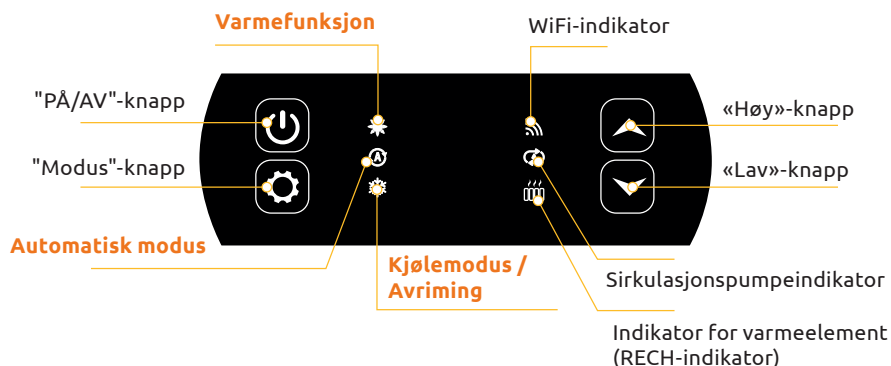 Varmefunksjon
WiFi-indikator
"PÅ/AV"-knapp
«Høy»-knapp
"Modus"-knapp
«Lav»-knapp
A
Automatisk modus
Kjølemodus /
Avriming
Sirkulasjonspumpeindikator
Indikator for varmeelement
(RECH-indikator)